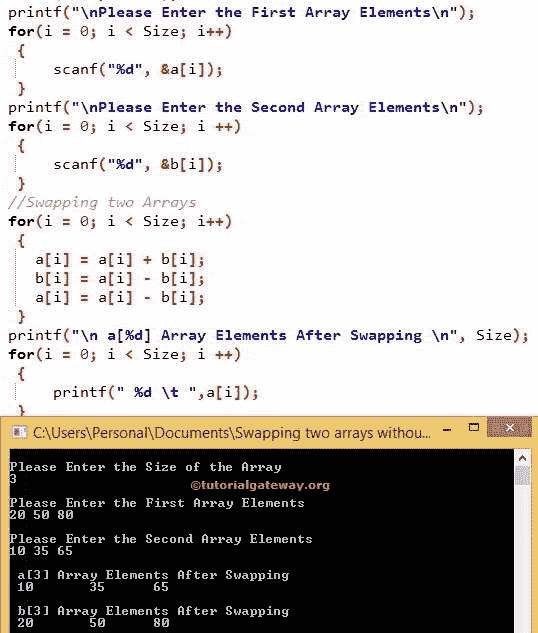 printf("\nPlease Enter the First Array Elements\n");
for(i = 0; i < Size; i++)
{
scanf("%d", &a[i]);
}
printf("\nPlease Enter the Second Array Elements\n");
for(i = 0; i < Size; i ++)
{
scanf("%d", &b[i]);
}
//Swapping two Arrays
for(i = 0; i < Size; i++)
{
a[i] = a[i] + b[i];
b[i] = a[i] - b[i];
a[i] = a[i] - b[i];
}
printf("\n a[%d] Array Elements After Swapping \n", Size);
for(i = 0; i < Size; i ++)
{
printf(" %d \t ",a[i]);
}
C:\Users\Personal\Documents\Swapping two arrays withou...
Please Enter the Size of the Array
3
©tutorialgateway.org
Please Enter the First Array Elements
20 50 80
Please Enter the Second Array Elements
10 35 65
a[3] Array Elements After Swapping
10 35 65
b[3] Array Elements After Swapping
20 50 80